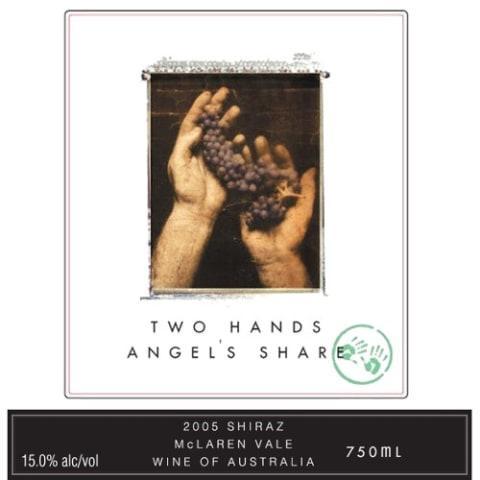 TWO HANDS
ANGEL'S SHARE
2005 SHIRAZ
McLAREN VALE
WINE OF AUSTRALIA
15.0% alc/vol
750mL